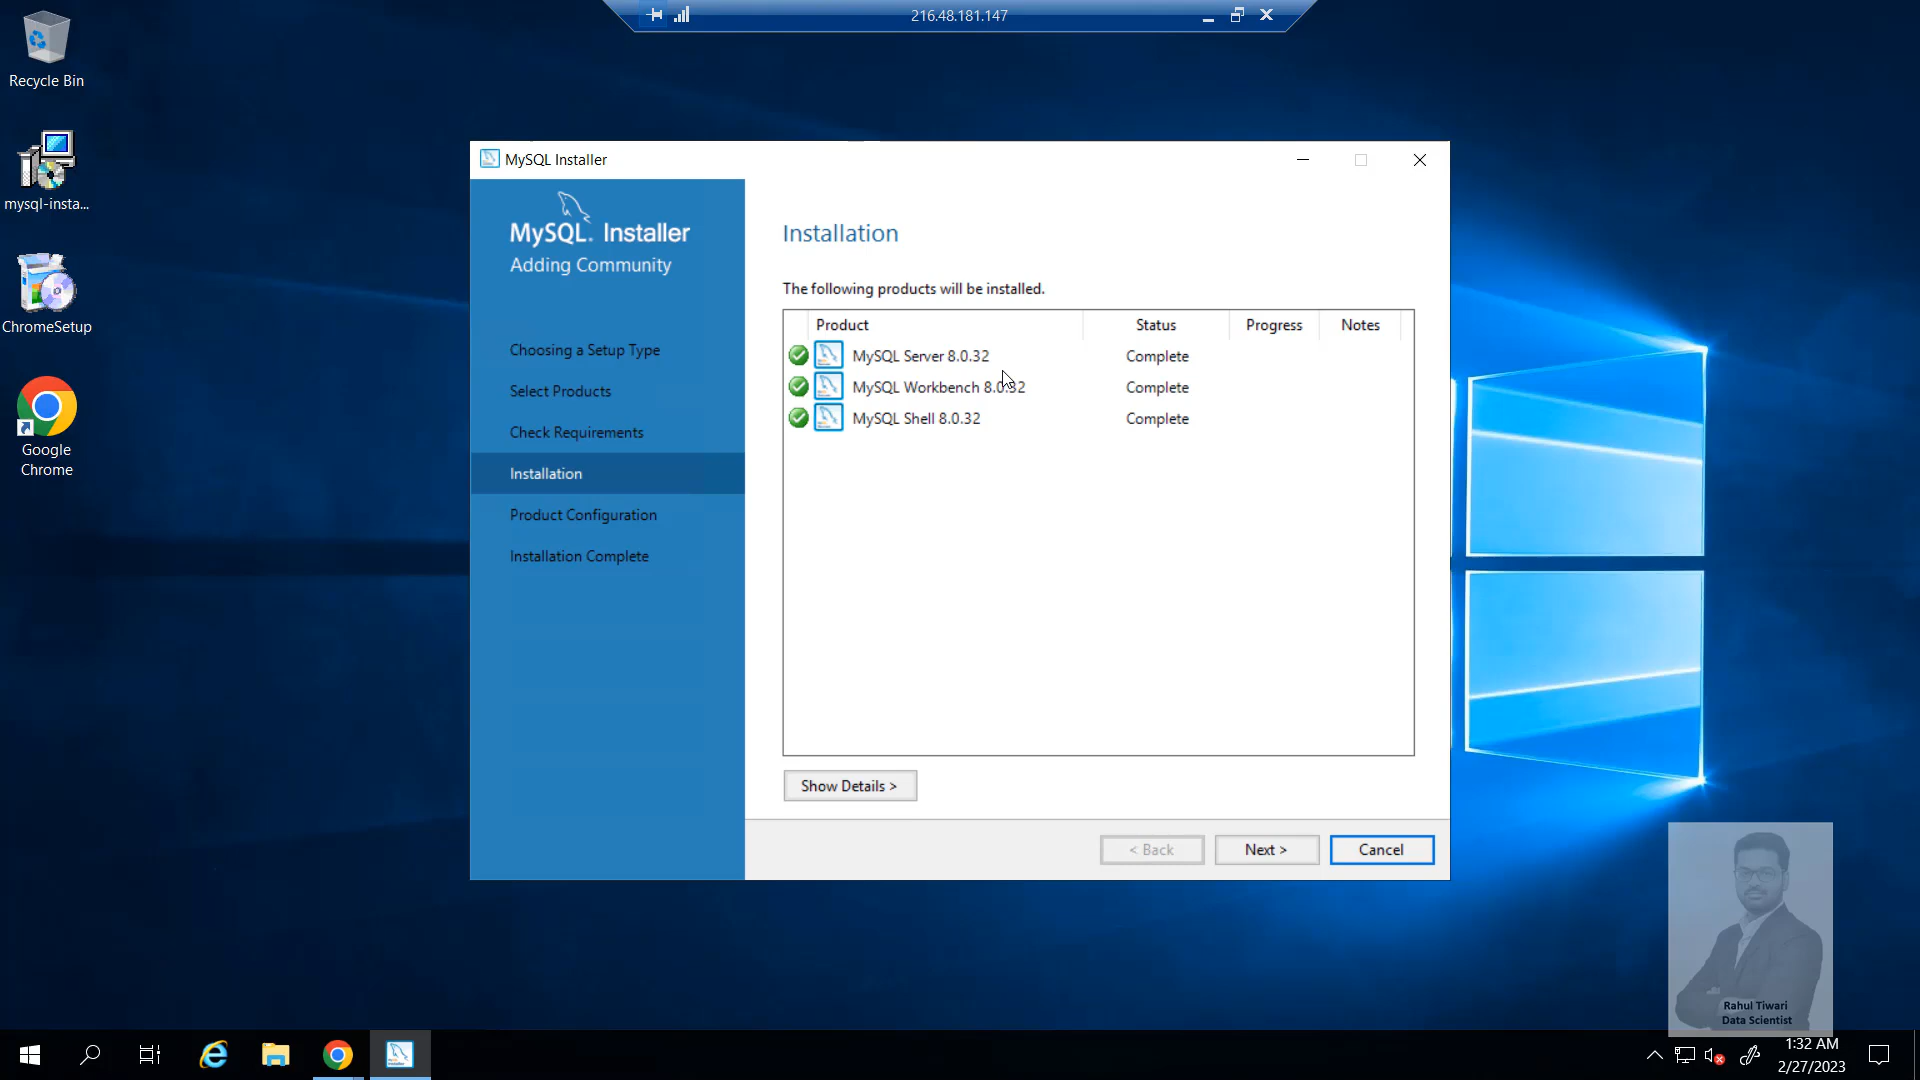 216.48.181.147
Recycle Bin
mysql-insta...
ChromeSetup
Google
Chrome
MySQL Installer
MySQL. Installer
Adding Community
Choosing a Setup Type
Select Products
Check Requirements
Installation
Product Configuration
Installation Complete
Installation
The following products will be installed.
Product Status Progress Notes
MySQL Server 8.0.32 Complete
MySQL Workbench 8.0.32 Complete
MySQL Shell 8.0.32 Complete
Show Details >
< Back Next > Cancel
Rahul Tiwari
Data Scientist
1:32 AM
2/27/2023